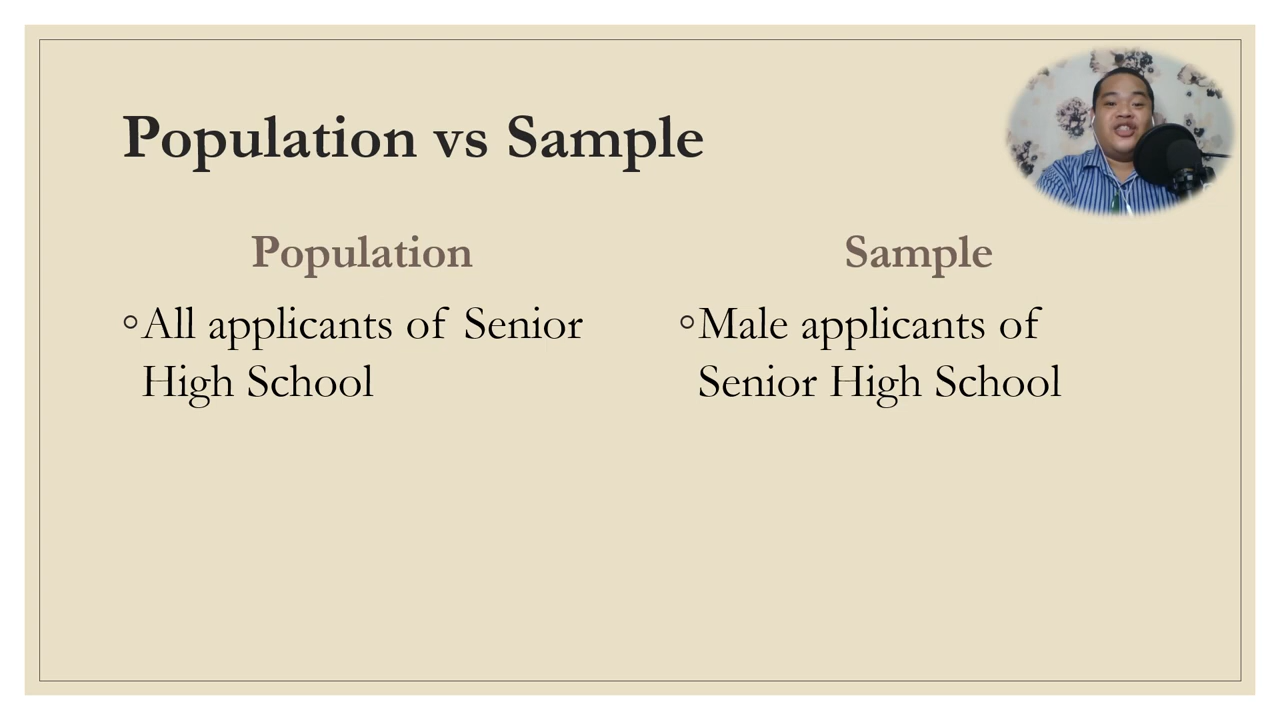 Population vs Sample
Population
◦All applicants of Senior
High School
Sample
◦Male applicants of
Senior High School